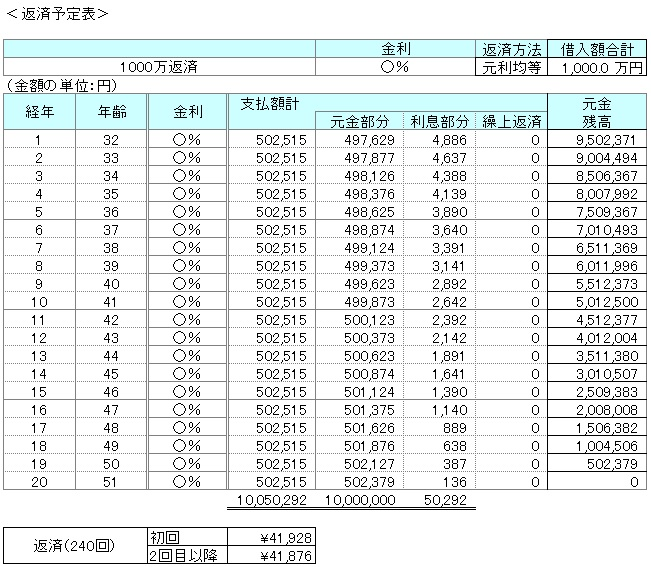 ＜返済予定表＞
金利 返済方法 借入額合計
1000万返済 〇％ 元利均等 1,000.0 万円
（金額の単位：円）
経年 年齢 金利 支払額計 元金部分 利息部分 繰上返済 元金残高
1 32 〇％ 502,515 497,629 4,886 0 9,502,371
2 33 〇％ 502,515 497,877 4,637 0 9,004,494
3 34 〇％ 502,515 498,126 4,388 0 8,506,367
4 35 〇％ 502,515 498,376 4,139 0 8,007,992
5 36 〇％ 502,515 498,625 3,890 0 7,509,367
6 37 〇％ 502,515 498,874 3,640 0 7,010,493
7 38 〇％ 502,515 499,124 3,391 0 6,511,369
8 39 〇％ 502,515 499,373 3,141 0 6,011,996
9 40 〇％ 502,515 499,623 2,892 0 5,512,373
10 41 〇％ 502,515 499,873 2,642 0 5,012,500
11 42 〇％ 502,515 500,123 2,392 0 4,512,377
12 43 〇％ 502,515 500,373 2,142 0 4,012,004
13 44 〇％ 502,515 500,623 1,891 0 3,511,380
14 45 〇％ 502,515 500,874 1,641 0 3,010,507
15 46 〇％ 502,515 501,124 1,390 0 2,509,383
16 47 〇％ 502,515 501,375 1,140 0 2,008,008
17 48 〇％ 502,515 501,626 889 0 1,506,382
18 49 〇％ 502,515 501,876 638 0 1,004,506
19 50 〇％ 502,515 502,127 387 0 502,379
20 51 〇％ 502,515 502,379 136 0 0
10,050,292 10,000,000 50,292
返済(240回) 初回 ¥41,928
2回目以降 ¥41,876